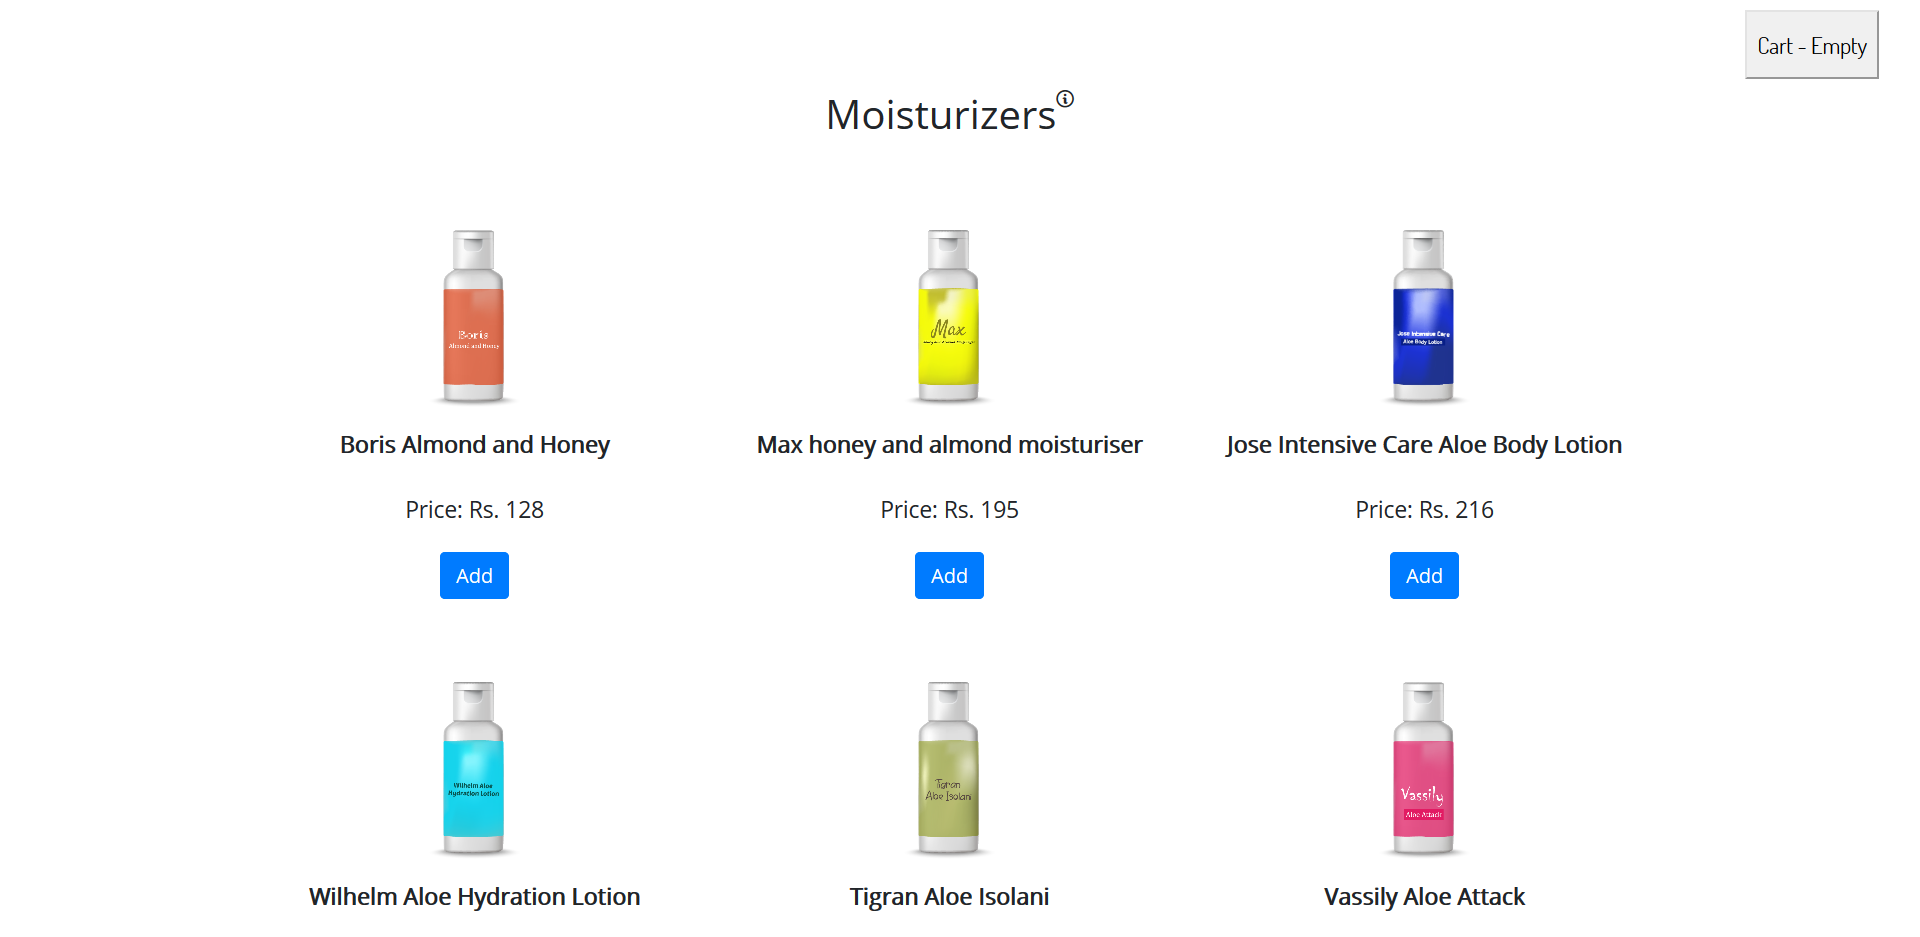 Cart - Empty
Moisturizers
Boris
Almond and Honey
Max
Jose Intensive Care
Aloe Body Lotion
Boris Almond and Honey
Max honey and almond moisturiser
Jose Intensive Care Aloe Body Lotion
Price: Rs. 128
Price: Rs. 195
Price: Rs. 216
Add
Add
Add
Wilhelm Aloe
Hydration Lotion
Tigran
Aloe Isolani
Vassily
Aloe Attack
Wilhelm Aloe Hydration Lotion
Tigran Aloe Isolani
Vassily Aloe Attack